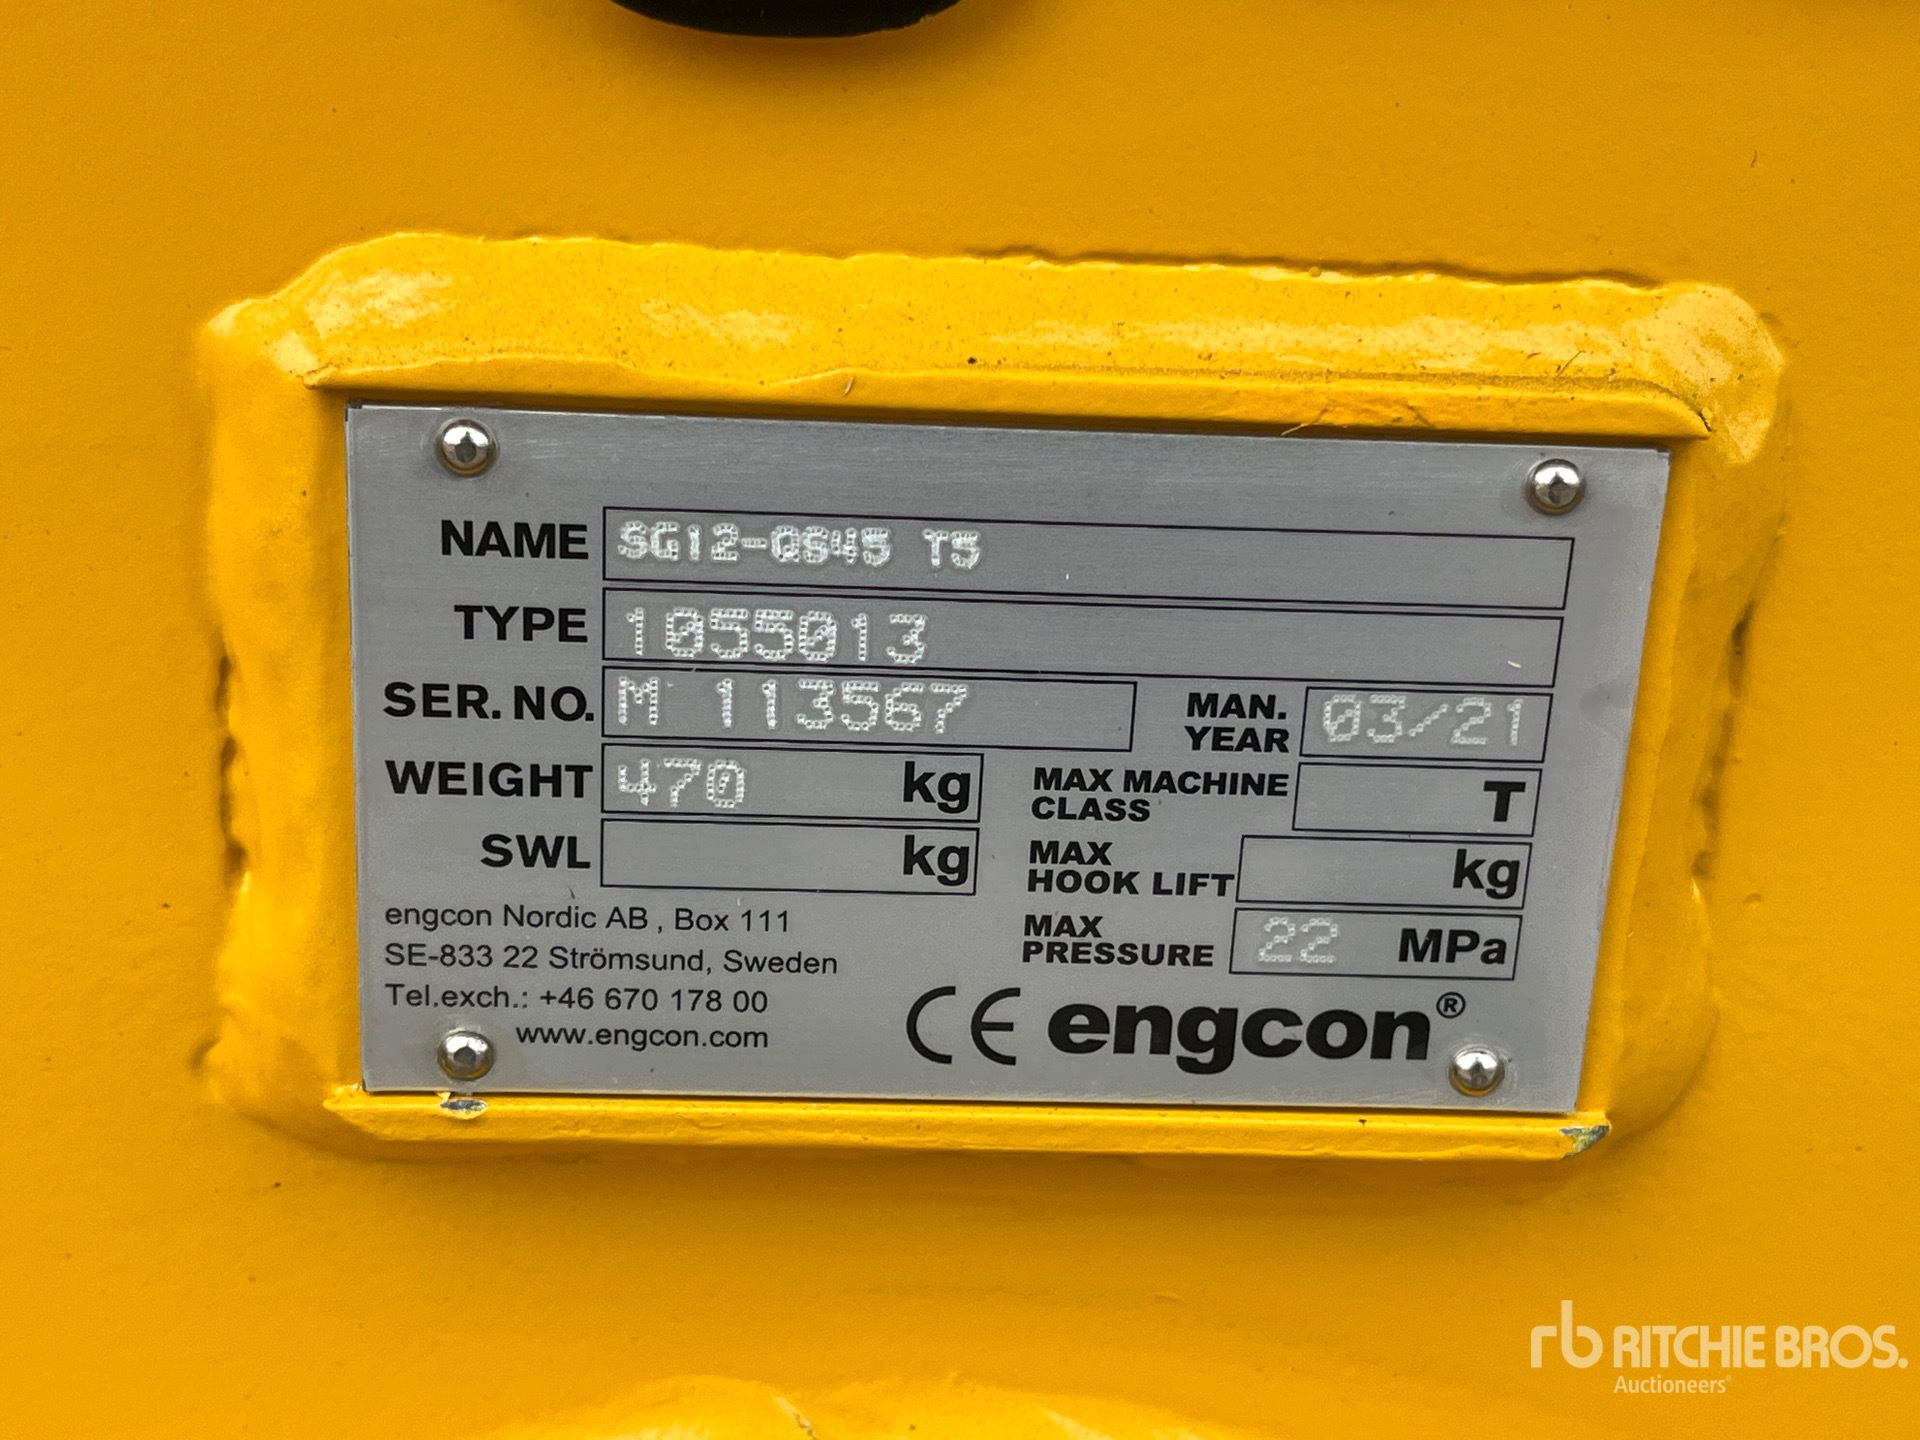 NAME SG12-QS45 T5
TYPE 1055013
SER. NO. M 113567 MAN. YEAR 03/21
WEIGHT 470 kg MAX MACHINE CLASS T
SWL kg MAX HOOK LIFT kg
MAX PRESSURE 22 MPa
engcon Nordic AB , Box 111
SE-833 22 Strömsund, Sweden
Tel.exch.: +46 670 178 00
www.engcon.com
CE engcon®
rb RITCHIE BROS.
Auctioneers